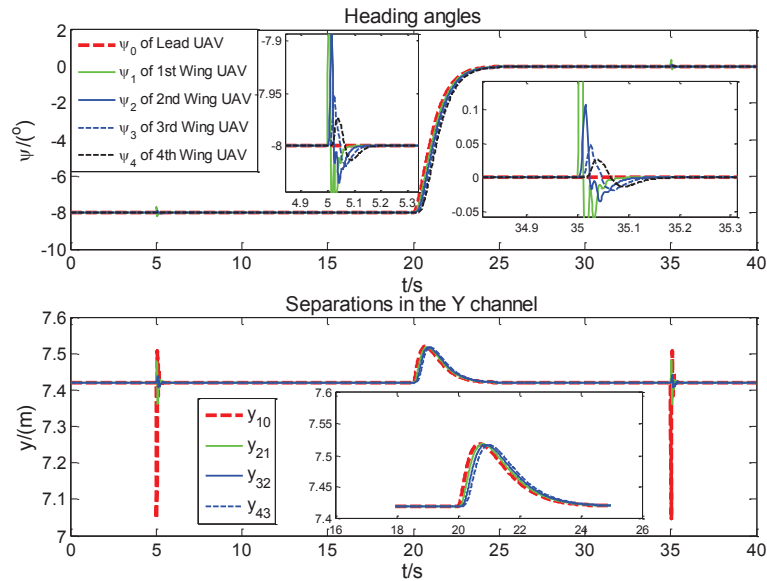 Heading angles
ψ/(o)
2
0
-2
-4
-6
-8
-10
ψ0 of Lead UAV
ψ1 of 1st Wing UAV
ψ2 of 2nd Wing UAV
ψ3 of 3rd Wing UAV
ψ4 of 4th Wing UAV
-7.9
-7.95
-8
4.9 5 5.1 5.2 5.3
0.1
0.05
0
-0.05
34.9 35 35.1 35.2 35.3
0 5 10 15 20 25 30 35 40
t/s
Separations in the Y channel
y/(m)
7.6
7.5
7.4
7.3
7.2
7.1
7
y10
y21
y32
y43
7.6
7.55
7.5
7.45
7.4
16 18 20 22 24 26
0 5 10 15 20 25 30 35 40
t/s